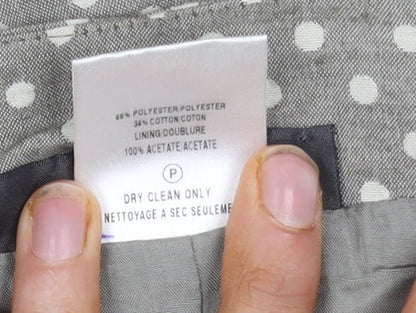 66% POLYESTER/POLYESTER
34% COTTON/COTON
LINING/DOUBLURE
100% ACETATE/ACETATE
P
DRY CLEAN ONLY
NETTOYAGE A SEC SEULEME